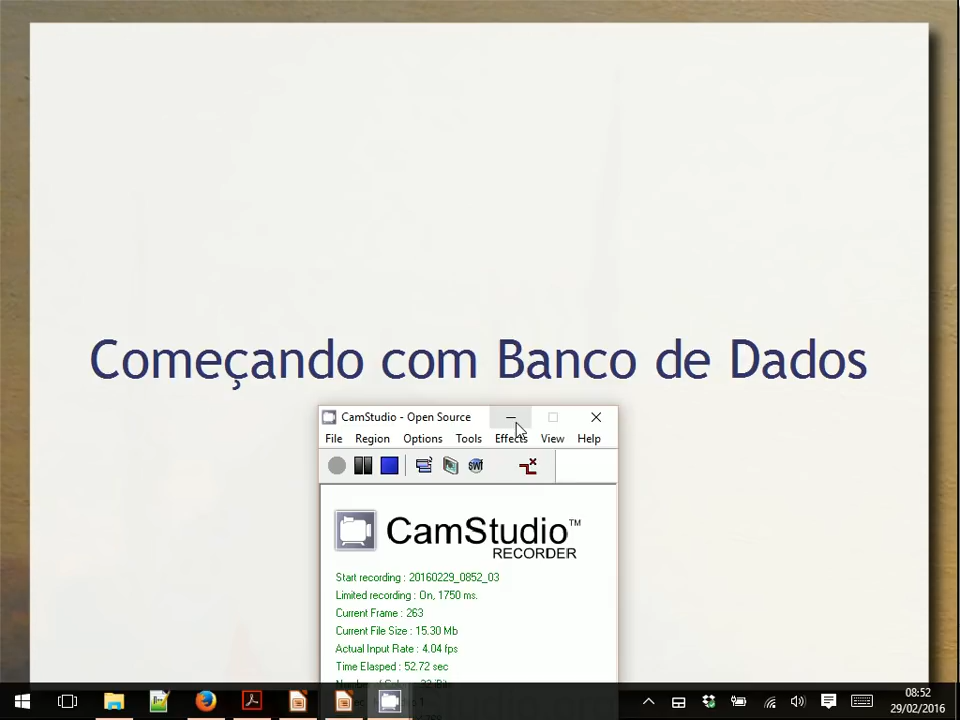 Começando com Banco de Dados
CamStudio - Open Source
File Region Options Tools Effects View Help
swf
CamStudio™
RECORDER
Start recording : 20160229_0852_03
Limited recording : On, 1750 ms.
Current Frame : 263
Current File Size : 15.30 Mb
Actual Input Rate : 4.04 fps
Time Elasped : 52.72 sec
08:52
29/02/2016